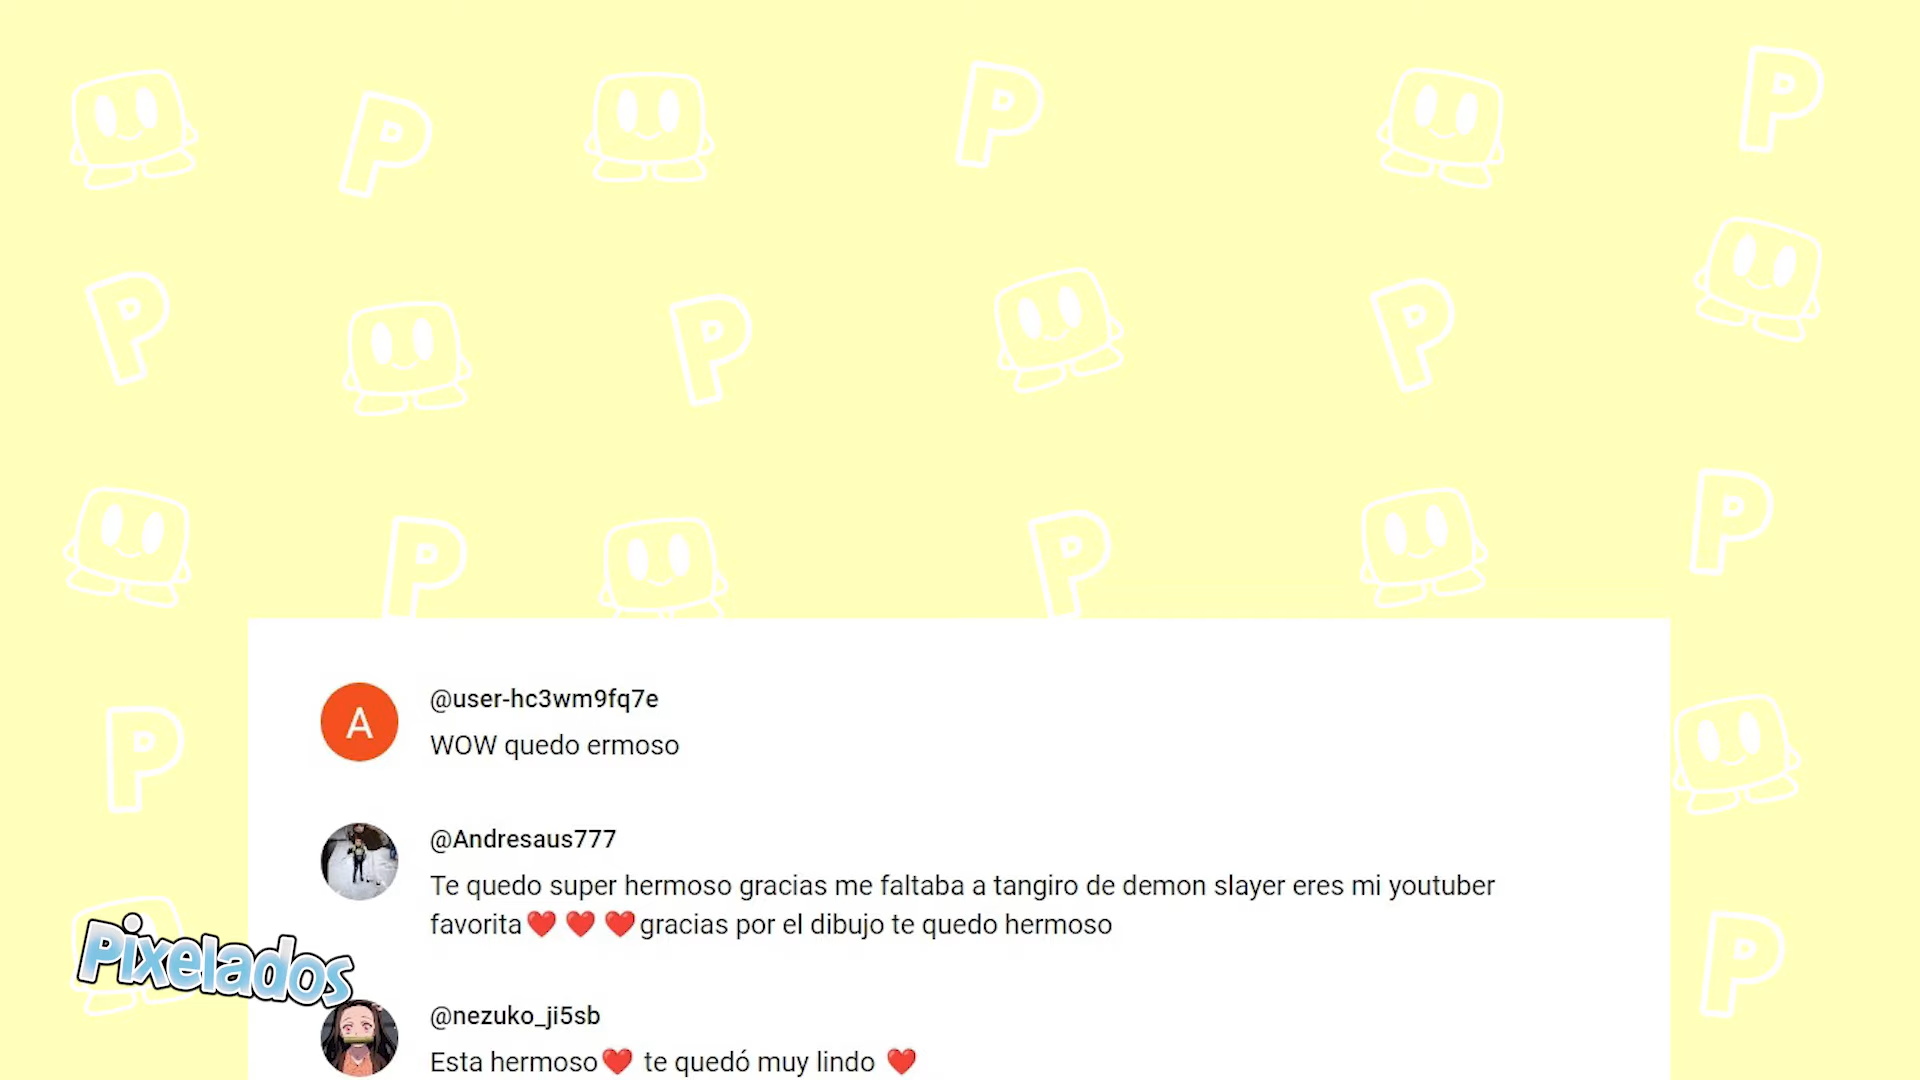 P
P
P
P
P
P
P
P
P
P
@user-hc3wm9fq7e
A
WOW quedo ermoso
P
@Andresaus777
Te quedo super hermoso gracias me faltaba a tangiro de demon slayer eres mi youtuber
favorita❤️ ❤️ ❤️gracias por el dibujo te quedo hermoso
Pixelados
P
@nezuko_ji5sb
Esta hermoso❤️ te quedó muy lindo ❤️